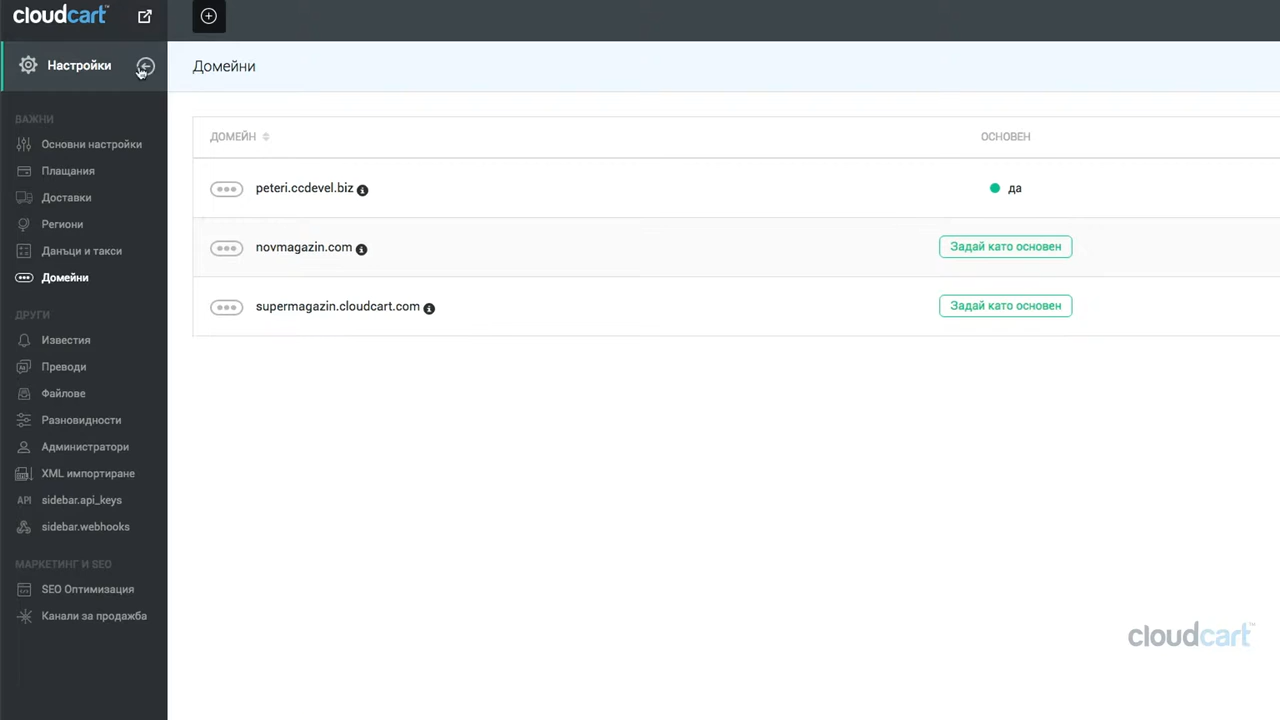 cloudcart™
Настройки
Домейни
ВАЖНИ
Основни настройки
Плащания
Доставки
Региони
Данъци и такси
Домейни
ДРУГИ
Известия
Преводи
Файлове
Разновидности
Администратори
XML импортиране
API sidebar.api_keys
sidebar.webhooks
МАРКЕТИНГ И SEO
SEO Оптимизация
Канали за продажба
ДОМЕЙН ОСНОВЕН
peteri.ccdevel.biz да
novmagazin.com Задай като основен
supermagazin.cloudcart.com Задай като основен
cloudcart™